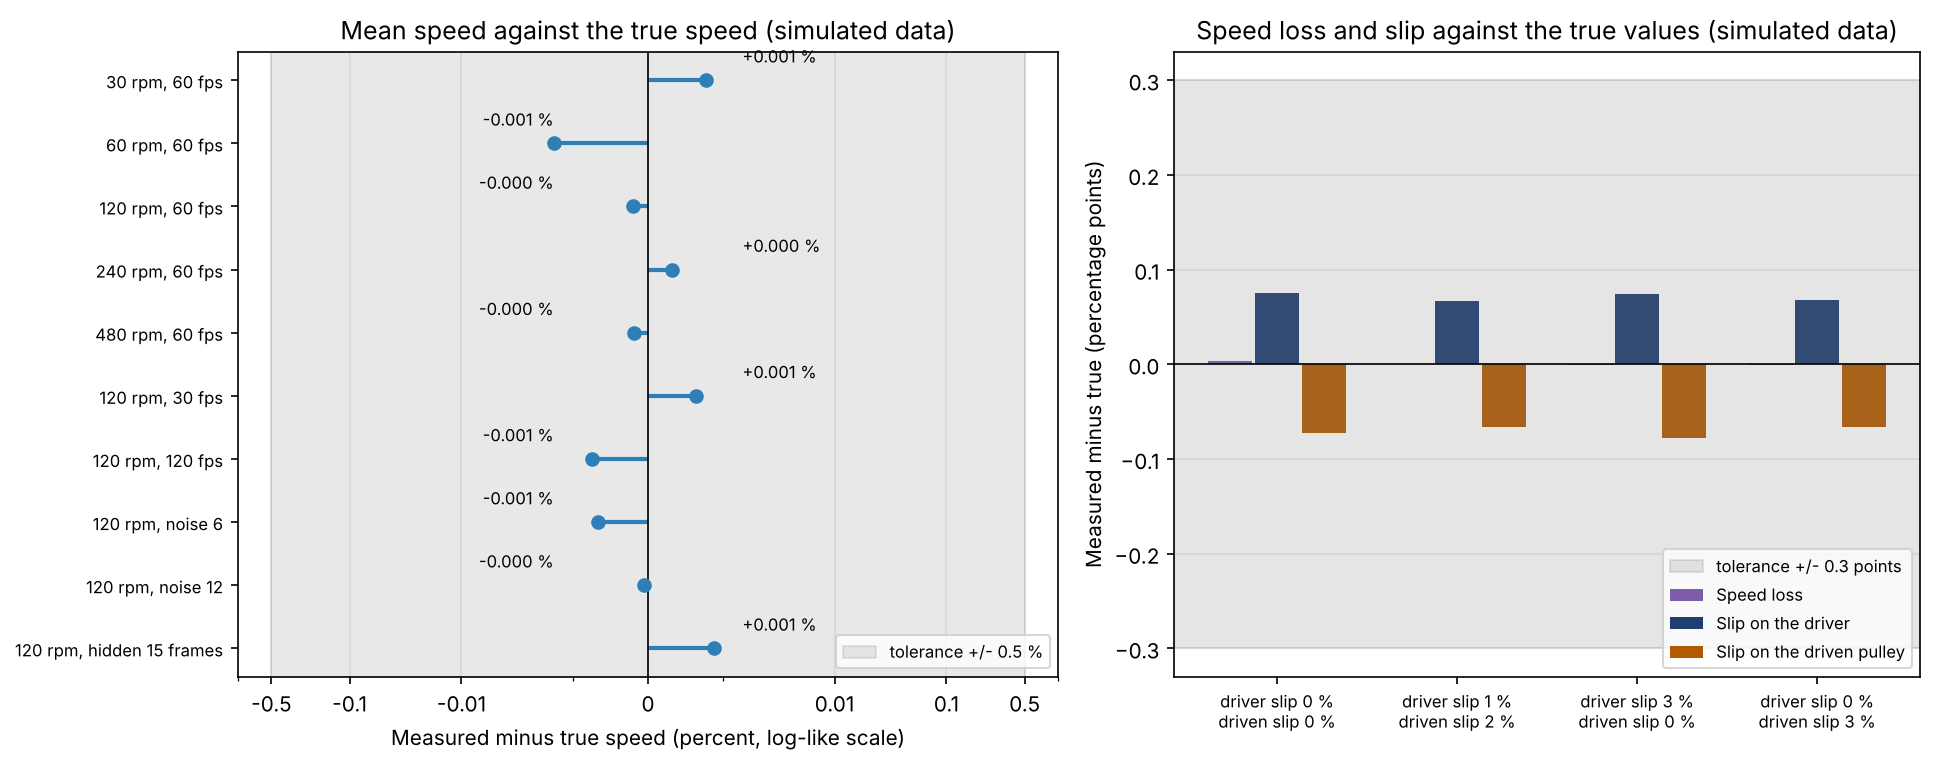 Mean speed against the true speed (simulated data)
30 rpm, 60 fps
+0.001 %
60 rpm, 60 fps
-0.001 %
120 rpm, 60 fps
-0.000 %
240 rpm, 60 fps
+0.000 %
480 rpm, 60 fps
-0.000 %
120 rpm, 30 fps
+0.001 %
120 rpm, 120 fps
-0.001 %
120 rpm, noise 6
-0.001 %
120 rpm, noise 12
-0.000 %
120 rpm, hidden 15 frames
+0.001 %
tolerance +/- 0.5 %
-0.5 -0.1 -0.01 0 0.01 0.1 0.5
Measured minus true speed (percent, log-like scale)
Speed loss and slip against the true values (simulated data)
Measured minus true (percentage points)
0.3
0.2
0.1
0.0
−0.1
−0.2
−0.3
tolerance +/- 0.3 points
Speed loss
Slip on the driver
Slip on the driven pulley
driver slip 0 %
driven slip 0 %
driver slip 1 %
driven slip 2 %
driver slip 3 %
driven slip 0 %
driver slip 0 %
driven slip 3 %